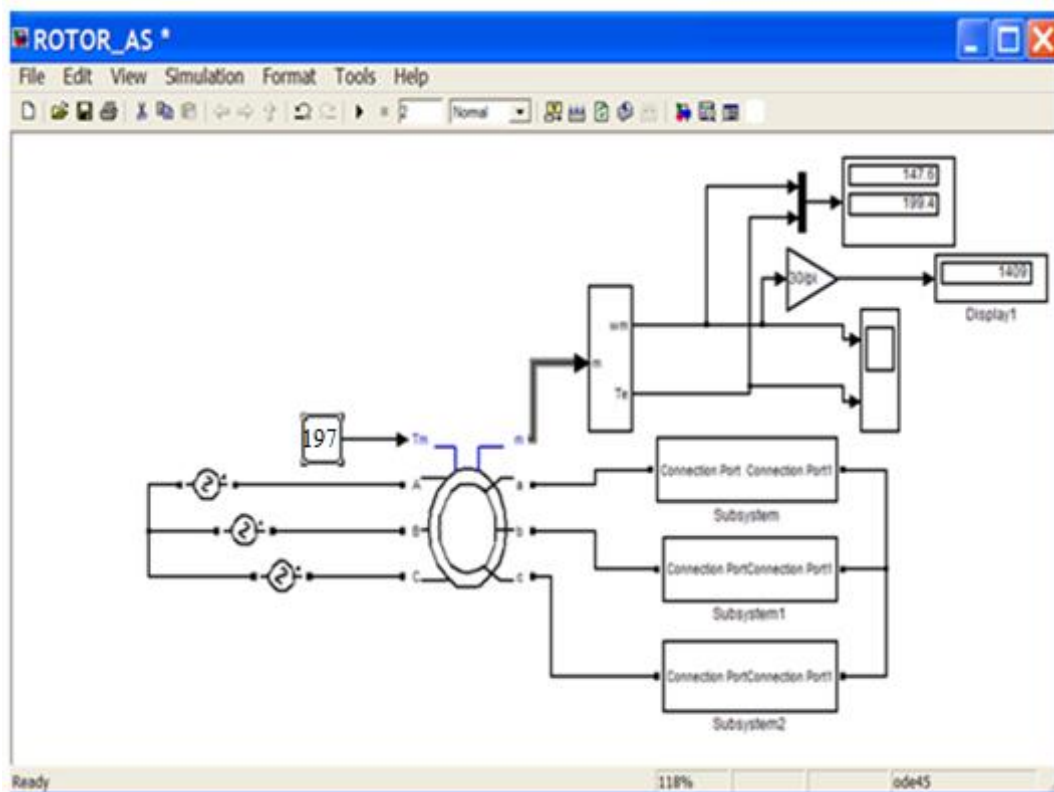 ROTOR_AS *
File Edit View Simulation Format Tools Help
2 Normal
147.6
199.4
30/pi
1409
Display1
wm
m
Te
197
Tm
m
A
a
B
b
C
c
Connection Port Connection Port1
Subsystem
Connection PortConnection Port1
Subsystem1
Connection PortConnection Port1
Subsystem2
Ready 118% ode45